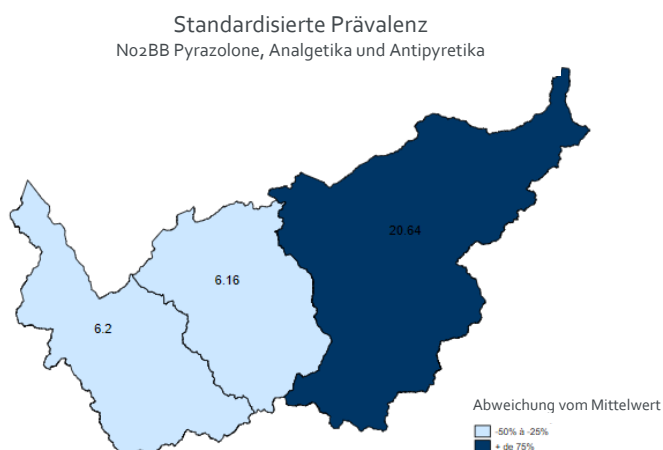 Standardisierte Prävalenz
N02BB Pyrazolone, Analgetika und Antipyretika
20.64
6.16
6.2
Abweichung vom Mittelwert
-50% à -25%
+ de 75%